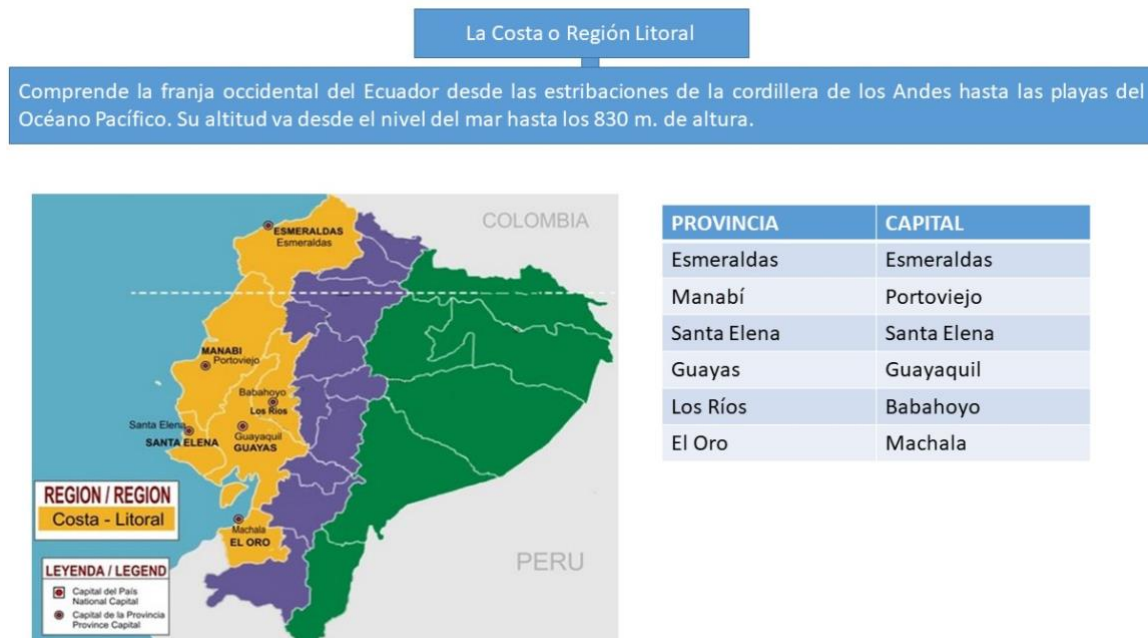 La Costa o Región Litoral
Comprende la franja occidental del Ecuador desde las estribaciones de la cordillera de los Andes hasta las playas del
Océano Pacífico. Su altitud va desde el nivel del mar hasta los 830 m. de altura.
COLOMBIA
ESMERALDAS
Esmeraldas
MANABI
Portoviejo
Babahoyo
Los Ríos
Santa Elena
SANTA ELENA
Guayaquil
GUAYAS
Machala
EL ORO
PERU
REGION / REGION
Costa - Litoral
LEYENDA / LEGEND
Capital del País
National Capital
Capital de la Provincia
Province Capital
PROVINCIA CAPITAL
Esmeraldas Esmeraldas
Manabí Portoviejo
Santa Elena Santa Elena
Guayas Guayaquil
Los Ríos Babahoyo
El Oro Machala